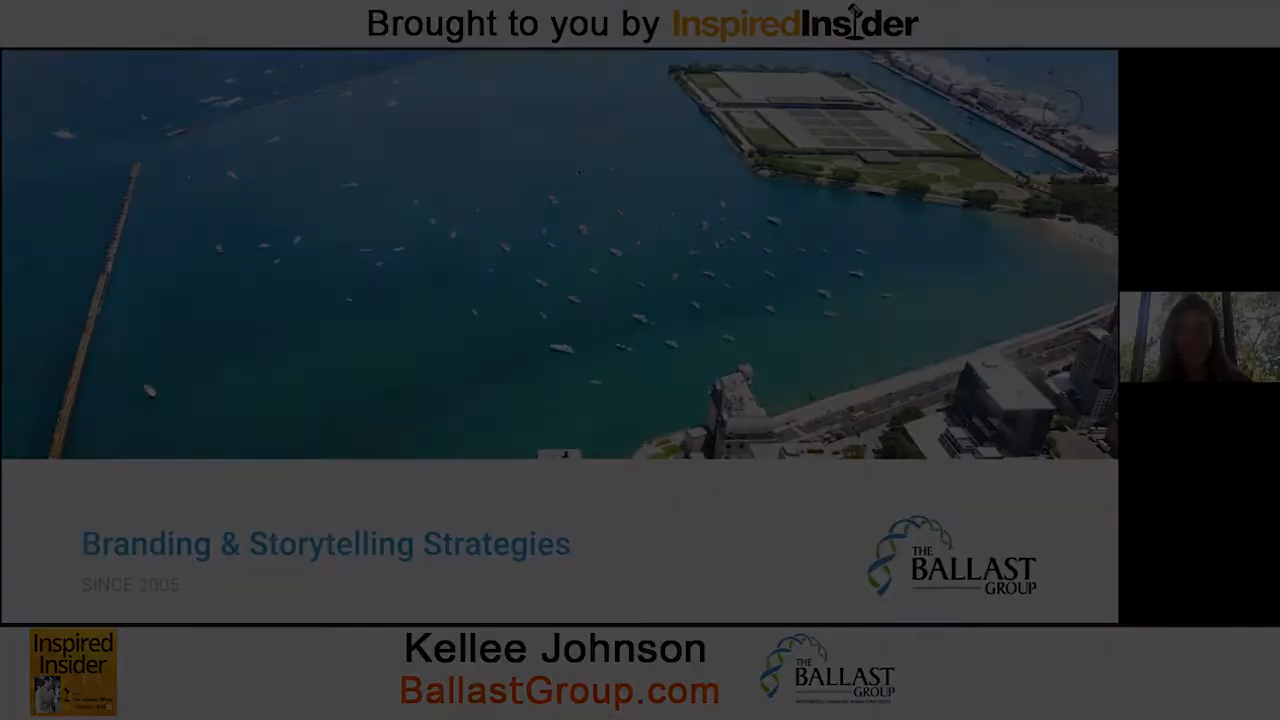 Brought to you by InspiredInsider
Branding & Storytelling Strategies
SINCE 2005
THE
BALLAST
GROUP
Inspired
Insider
Kellee Johnson
BallastGroup.com
THE
BALLAST
GROUP